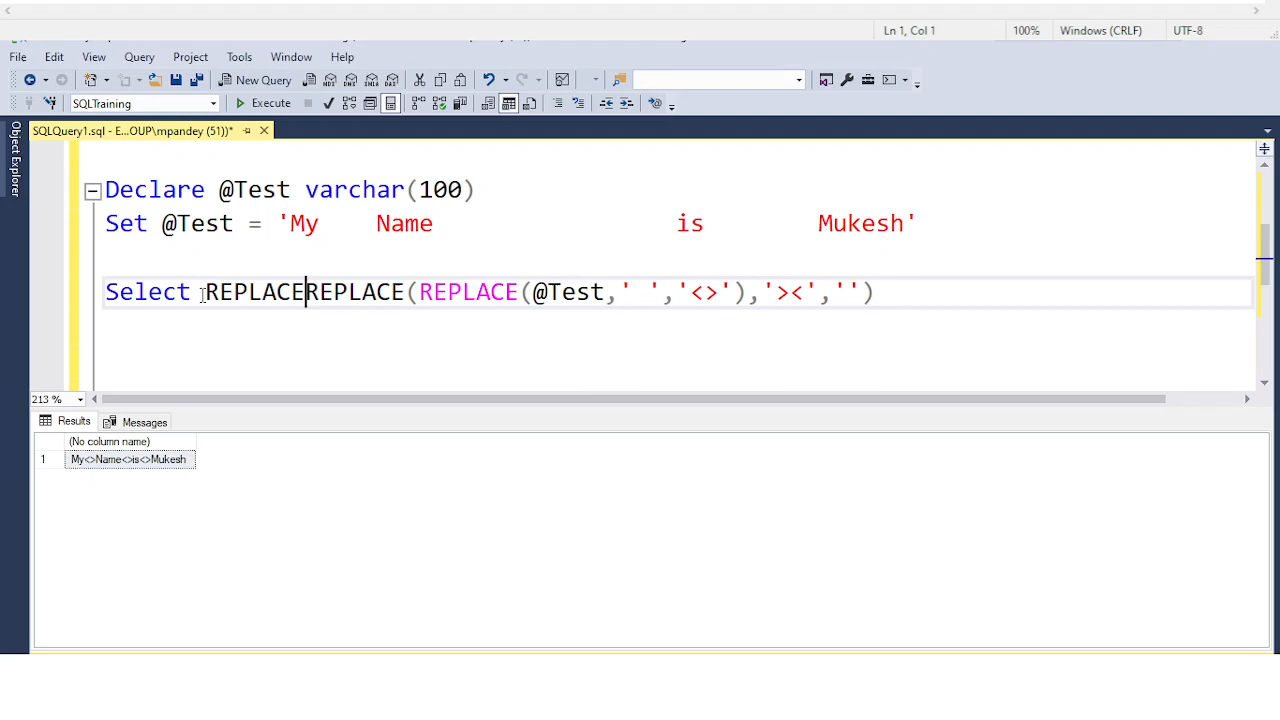 Ln 1, Col 1 100% Windows (CRLF) UTF-8
File Edit View Query Project Tools Window Help
New Query
SQLTraining Execute
SQLQuery1.sql - E...OUP\mpandey (51))*
Object Explorer
Declare @Test varchar(100)
Set @Test = 'My    Name                 is        Mukesh'
Select REPLACEREPLACE(REPLACE(@Test,' ','<>'),'><','')
213 %
Results Messages
(No column name)
1 My<>Name<>is<>Mukesh